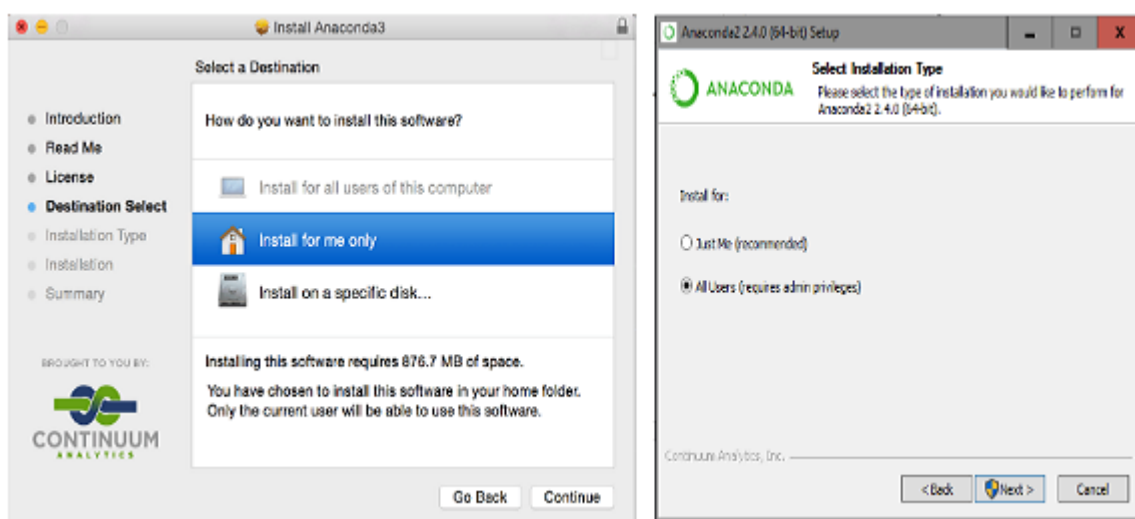 Install Anaconda3
Select a Destination
Introduction
Read Me
License
Destination Select
Installation Type
Installation
Summary
How do you want to install this software?
Install for all users of this computer
Install for me only
Install on a specific disk...
Installing this software requires 876.7 MB of space.
You have chosen to install this software in your home folder.
Only the current user will be able to use this software.
BROUGHT TO YOU BY:
CONTINUUM
ANALYTICS
Go Back
Continue
Anaconda2 2.4.0 (64-bit) Setup
ANACONDA
Select Installation Type
Please select the type of installation you would like to perform for
Anaconda2 2.4.0 (64-bit).
Install for:
Just Me (recommended)
All Users (requires admin privileges)
Continuum Analytics, Inc.
< Back
Next >
Cancel